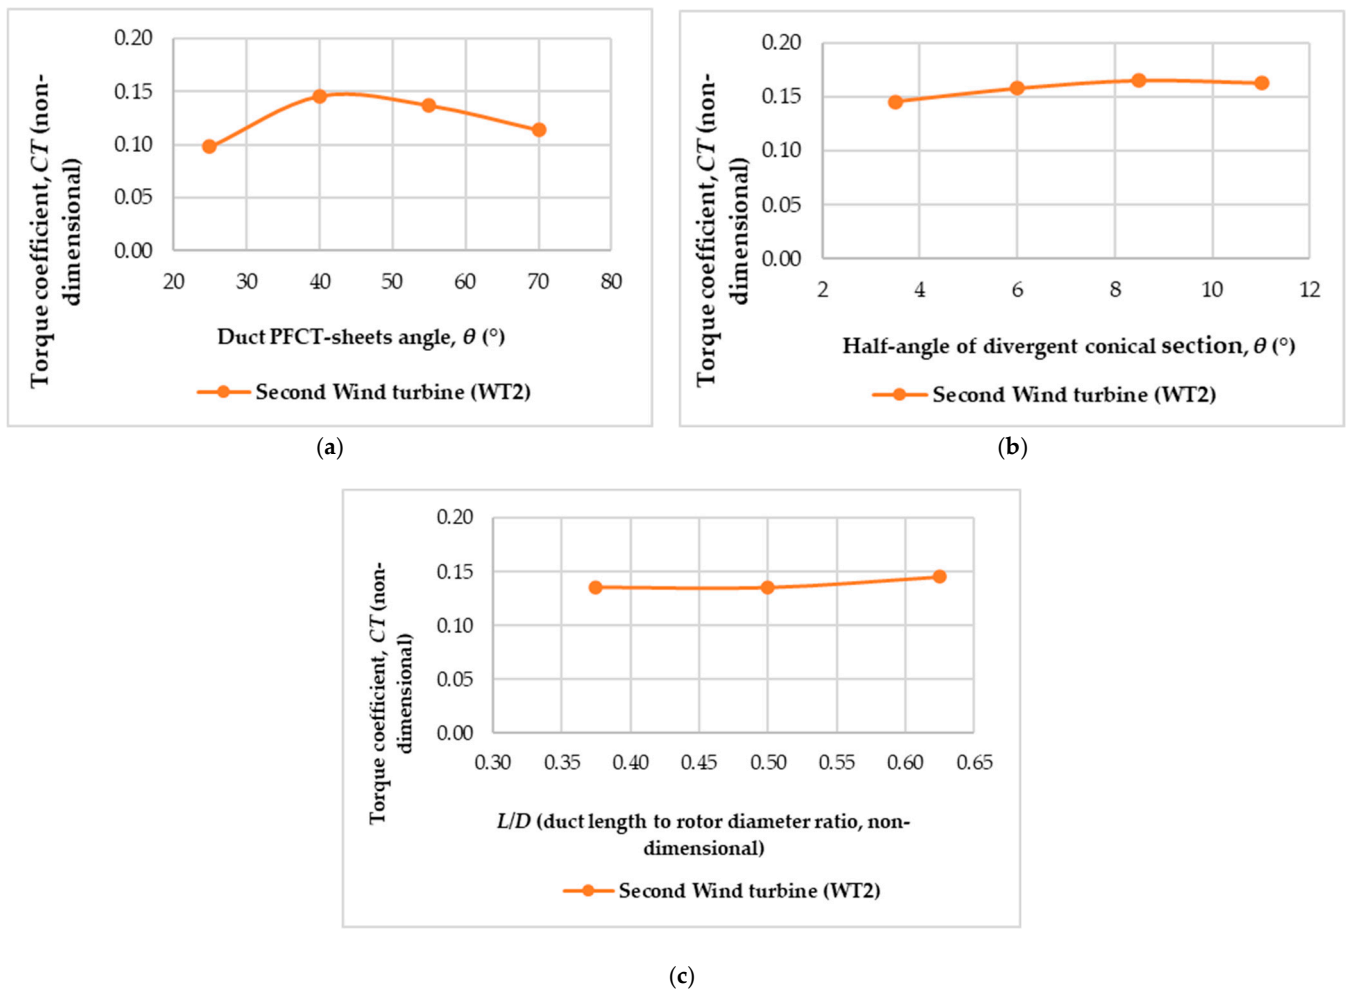 Torque coefficient, CT (non-
dimensional)
0.20
0.15
0.10
0.05
0.00
20 30 40 50 60 70 80
Duct PFCT-sheets angle, θ (°)
Second Wind turbine (WT2)
(a)
Torque coefficient, CT (non-
dimensional)
0.20
0.15
0.10
0.05
0.00
2 4 6 8 10 12
Half-angle of divergent conical section, θ (°)
Second Wind turbine (WT2)
(b)
Torque coefficient, CT (non-
dimensional)
0.20
0.15
0.10
0.05
0.00
0.30 0.35 0.40 0.45 0.50 0.55 0.60 0.65
L/D (duct length to rotor diameter ratio, non-
dimensional)
Second Wind turbine (WT2)
(c)